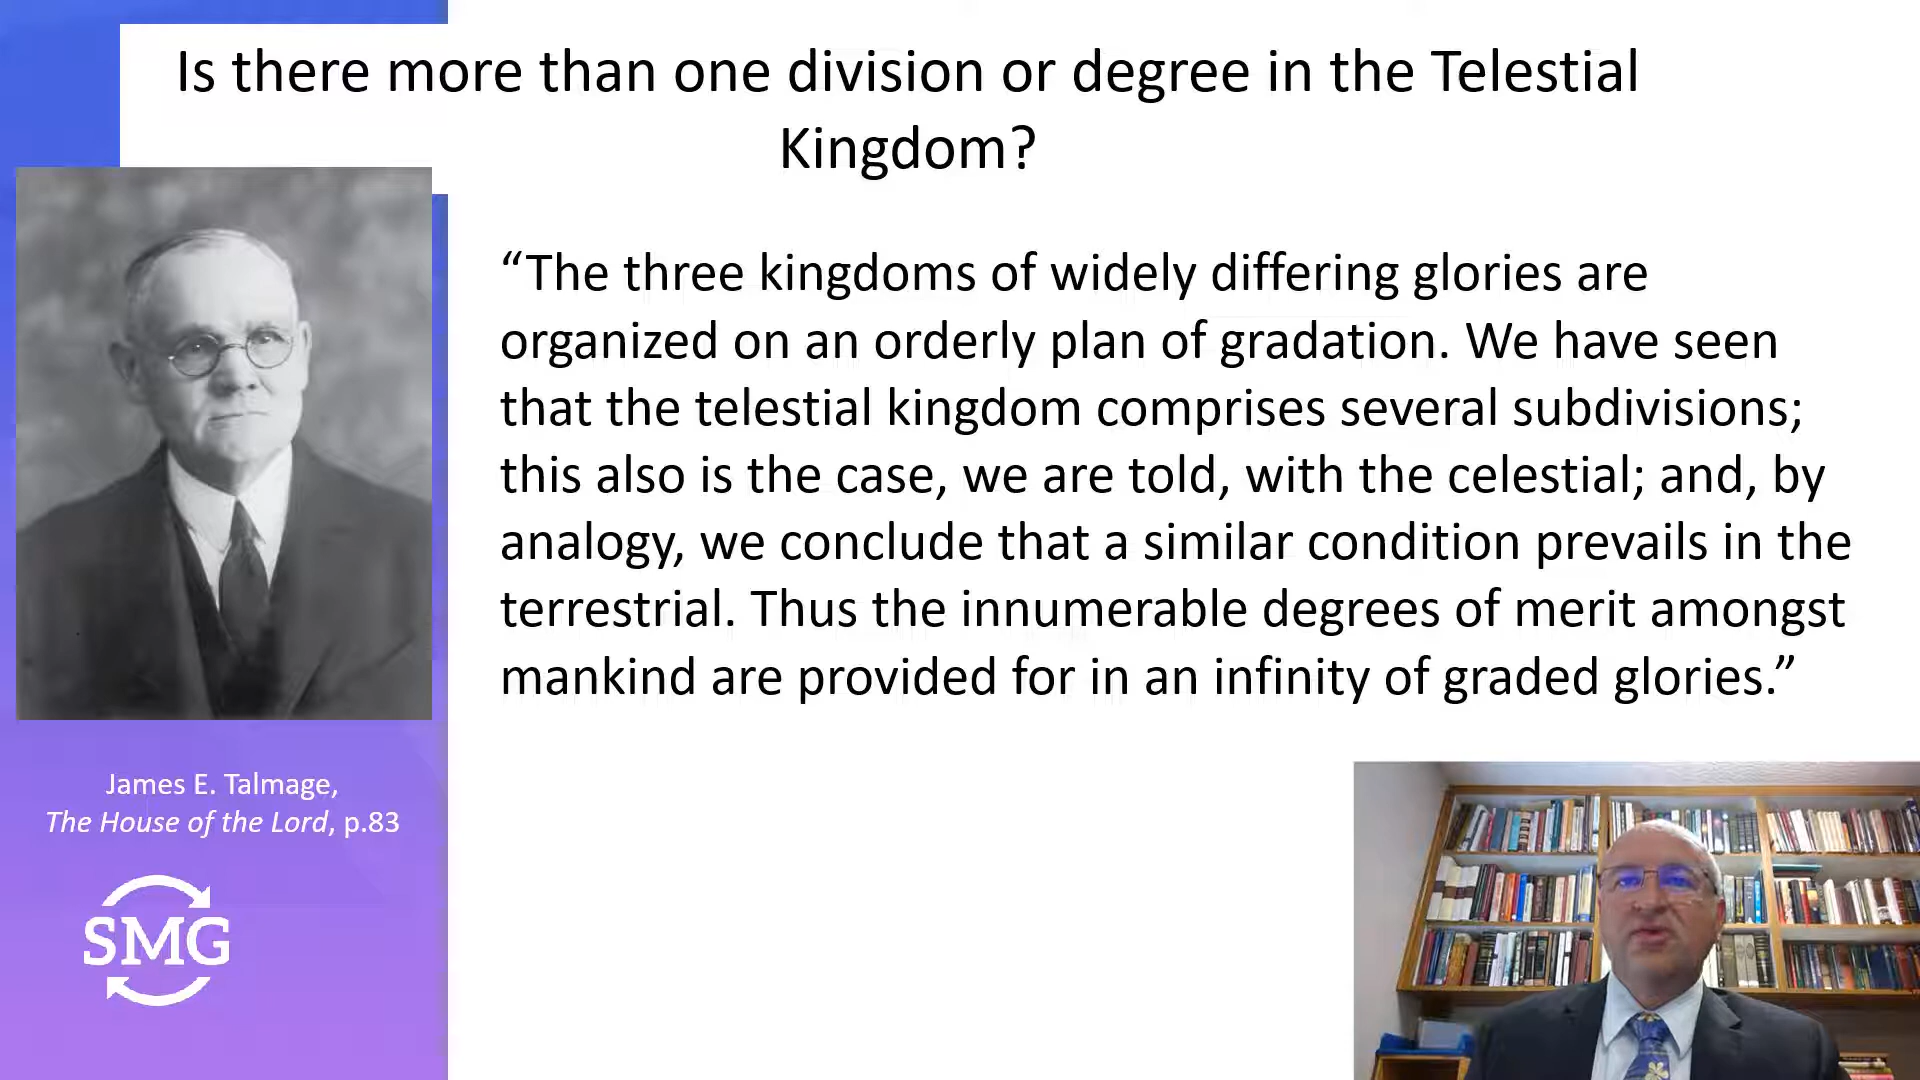 Is there more than one division or degree in the Telestial
Kingdom?
“The three kingdoms of widely differing glories are
organized on an orderly plan of gradation. We have seen
that the telestial kingdom comprises several subdivisions;
this also is the case, we are told, with the celestial; and, by
analogy, we conclude that a similar condition prevails in the
terrestrial. Thus the innumerable degrees of merit amongst
mankind are provided for in an infinity of graded glories.”
James E. Talmage,
The House of the Lord, p.83
SMG